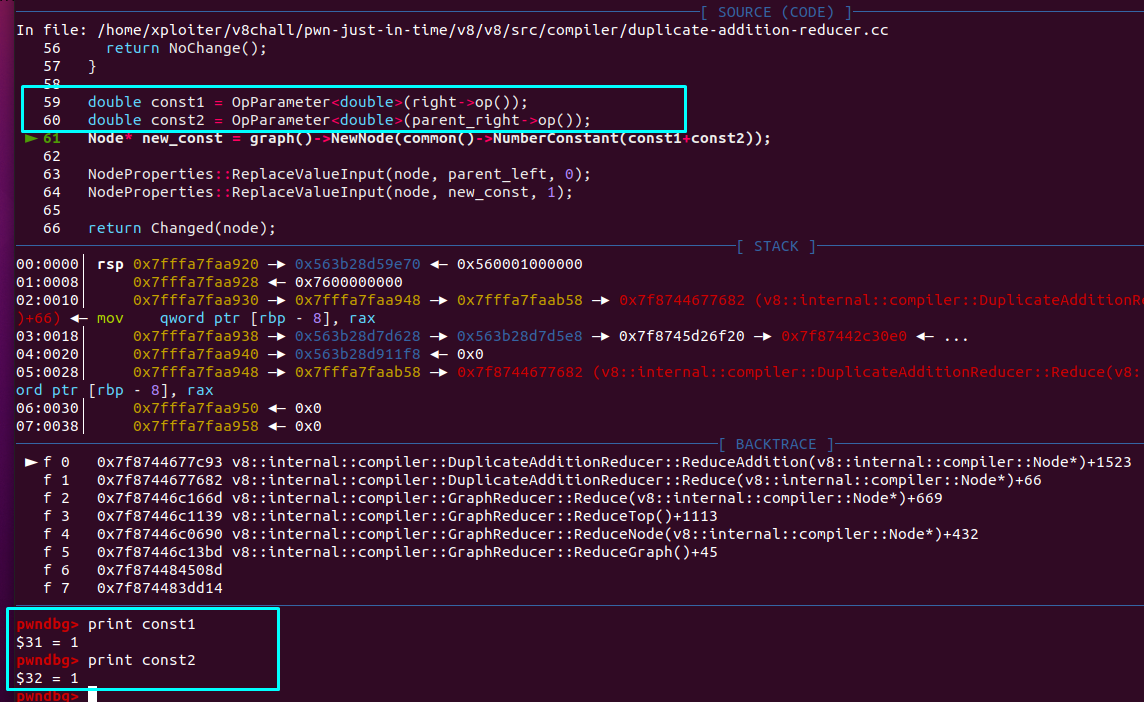 [ SOURCE (CODE) ]
In file: /home/xploiter/v8chall/pwn-just-in-time/v8/v8/src/compiler/duplicate-addition-reducer.cc
56     return NoChange();
57   }
58
59   double const1 = OpParameter<double>(right->op());
60   double const2 = OpParameter<double>(parent_right->op());
► 61   Node* new_const = graph()->NewNode(common()->NumberConstant(const1+const2));
62
63   NodeProperties::ReplaceValueInput(node, parent_left, 0);
64   NodeProperties::ReplaceValueInput(node, new_const, 1);
65
66   return Changed(node);
[ STACK ]
00:0000│ rsp 0x7fffa7faa920 —▸ 0x563b28d59e70 ◂— 0x560001000000
01:0008│     0x7fffa7faa928 ◂— 0x7600000000
02:0010│     0x7fffa7faa930 —▸ 0x7fffa7faa948 —▸ 0x7fffa7faab58 —▸ 0x7f8744677682 (v8::internal::compiler::DuplicateAdditionRe
)+66) ◂— mov    qword ptr [rbp - 8], rax
03:0018│     0x7fffa7faa938 —▸ 0x563b28d7d628 —▸ 0x563b28d7d5e8 —▸ 0x7f8745d26f20 —▸ 0x7f87442c30e0 ◂— ...
04:0020│     0x7fffa7faa940 —▸ 0x563b28d911f8 ◂— 0x0
05:0028│     0x7fffa7faa948 —▸ 0x7fffa7faab58 —▸ 0x7f8744677682 (v8::internal::compiler::DuplicateAdditionReducer::Reduce(v8:
ord ptr [rbp - 8], rax
06:0030│     0x7fffa7faa950 ◂— 0x0
07:0038│     0x7fffa7faa958 ◂— 0x0
[ BACKTRACE ]
► f 0   0x7f8744677c93 v8::internal::compiler::DuplicateAdditionReducer::ReduceAddition(v8::internal::compiler::Node*)+1523
f 1   0x7f8744677682 v8::internal::compiler::DuplicateAdditionReducer::Reduce(v8::internal::compiler::Node*)+66
f 2   0x7f87446c166d v8::internal::compiler::GraphReducer::Reduce(v8::internal::compiler::Node*)+669
f 3   0x7f87446c1139 v8::internal::compiler::GraphReducer::ReduceTop()+1113
f 4   0x7f87446c0690 v8::internal::compiler::GraphReducer::ReduceNode(v8::internal::compiler::Node*)+432
f 5   0x7f87446c13bd v8::internal::compiler::GraphReducer::ReduceGraph()+45
f 6   0x7f874484508d
f 7   0x7f874483dd14
pwndbg> print const1
$31 = 1
pwndbg> print const2
$32 = 1
pwndbg>